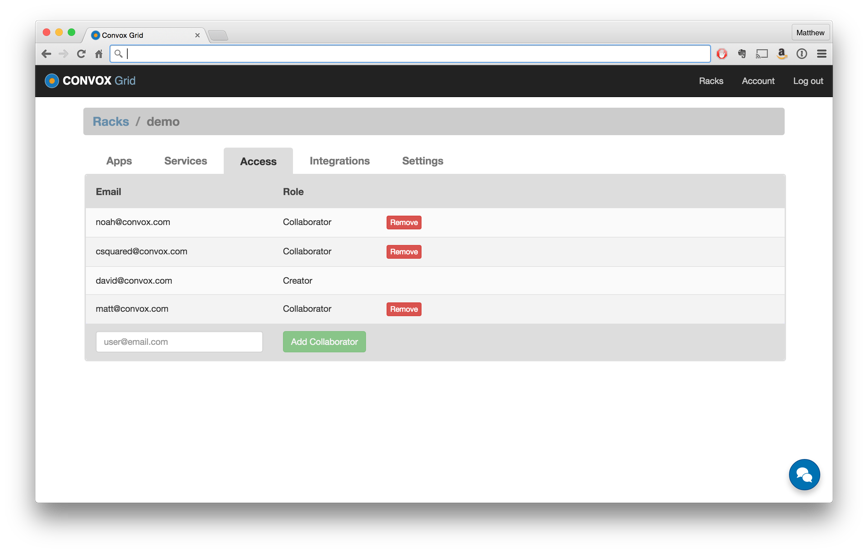 Convox Grid
Matthew
CONVOX Grid
Racks Account Log out
Racks / demo
Apps Services Access Integrations Settings
Email Role
noah@convox.com Collaborator Remove
csquared@convox.com Collaborator Remove
david@convox.com Creator
matt@convox.com Collaborator Remove
user@email.com Add Collaborator